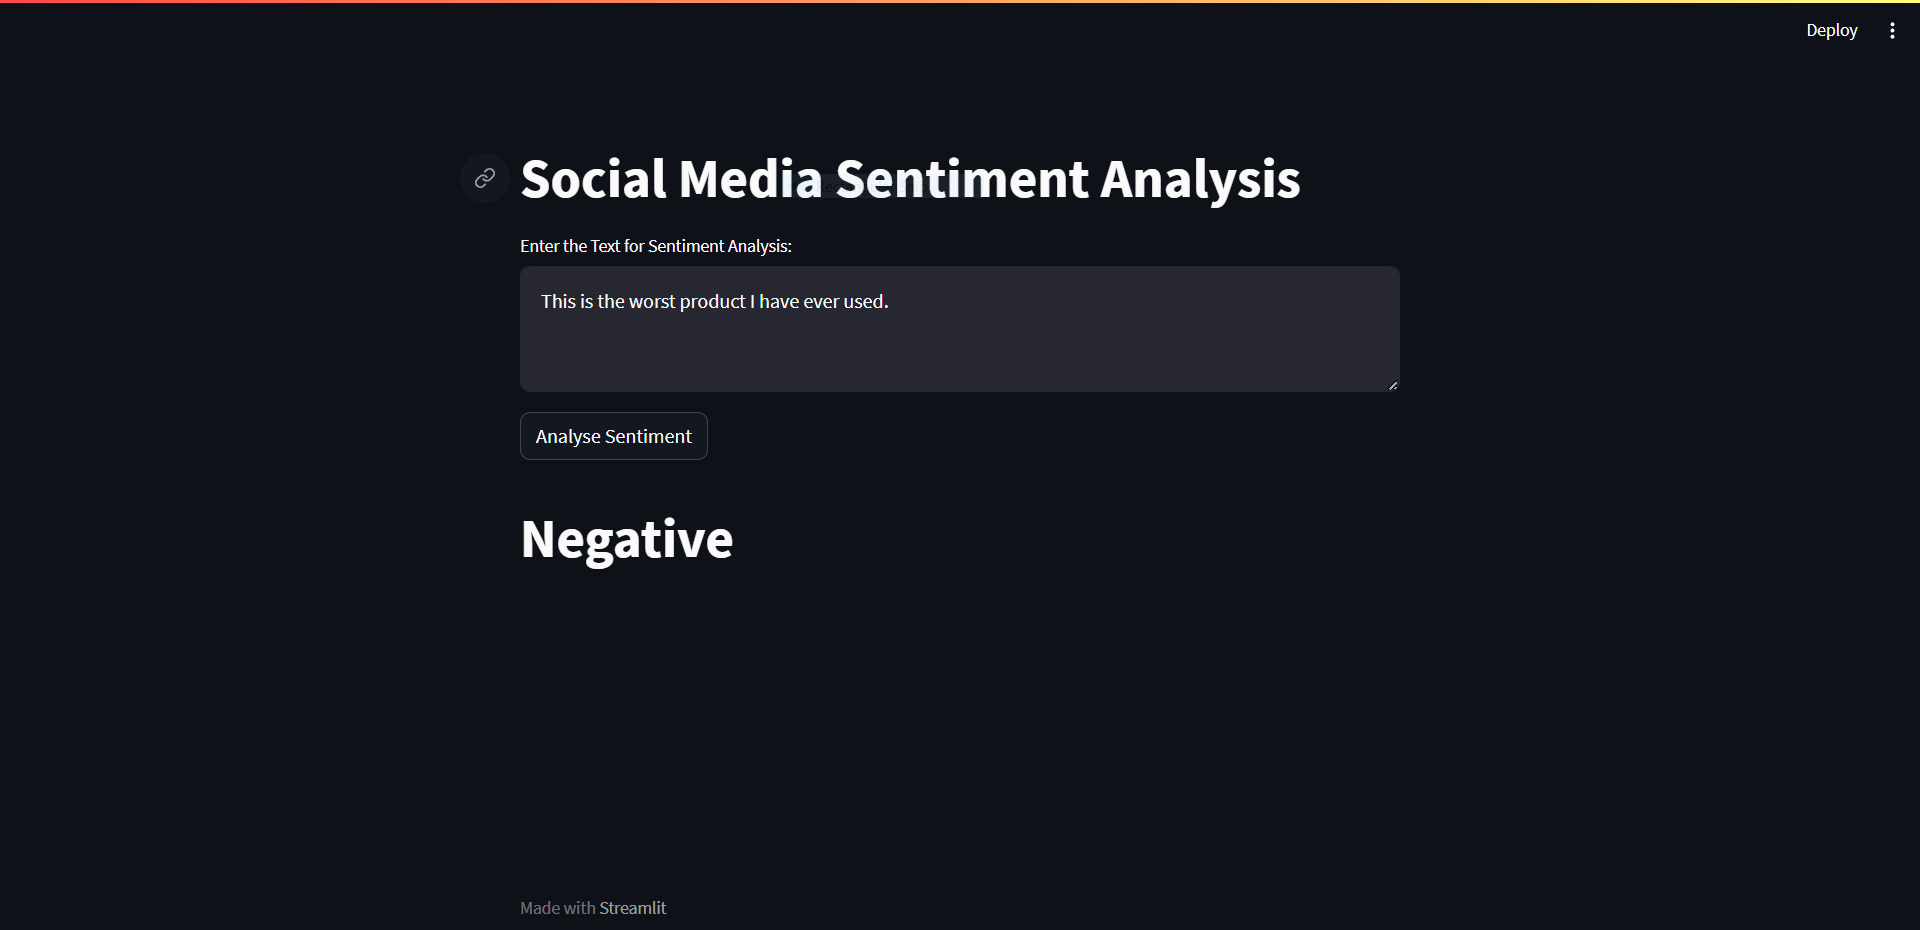 Deploy
Social Media Sentiment Analysis
Enter the Text for Sentiment Analysis:
This is the worst product I have ever used.
Analyse Sentiment
Negative
Made with Streamlit